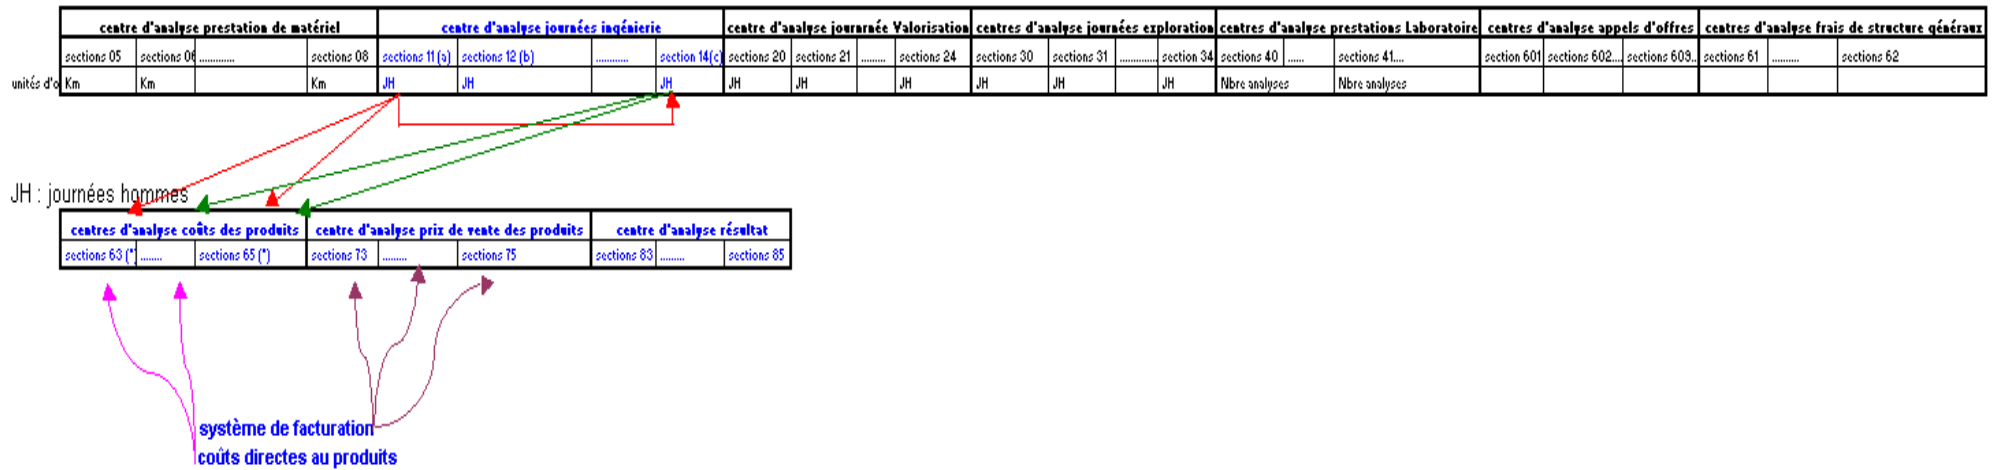 centre d'analyse prestation de matériel centre d'analyse journées ingénierie centre d'analyse journrnée Valorisation centres d'analyse journées exploration centres d'analyse prestations Laboratoire centres d'analyse appels d'offres centres d'analyse frais de structure généraux
sections 05 sections 06 ............ sections 08 sections 11 (a) sections 12 (b) ........... section 14(c) sections 20 sections 21 ........ sections 24 sections 30 sections 31 ............ section 34 sections 40 ...... sections 41.... section 601 sections 602.... sections 609.. sections 61 ......... sections 62
unités d'o Km Km Km JH JH JH JH JH JH JH JH JH Nbre analyses Nbre analyses
JH : journées hommes
centres d'analyse coûts des produits centre d'analyse prix de vente des produits centre d'analyse résultat
sections 63 (*) ........ sections 65 (*) sections 73 ......... sections 75 sections 83 ......... sections 85
système de facturation
coûts directes au produits